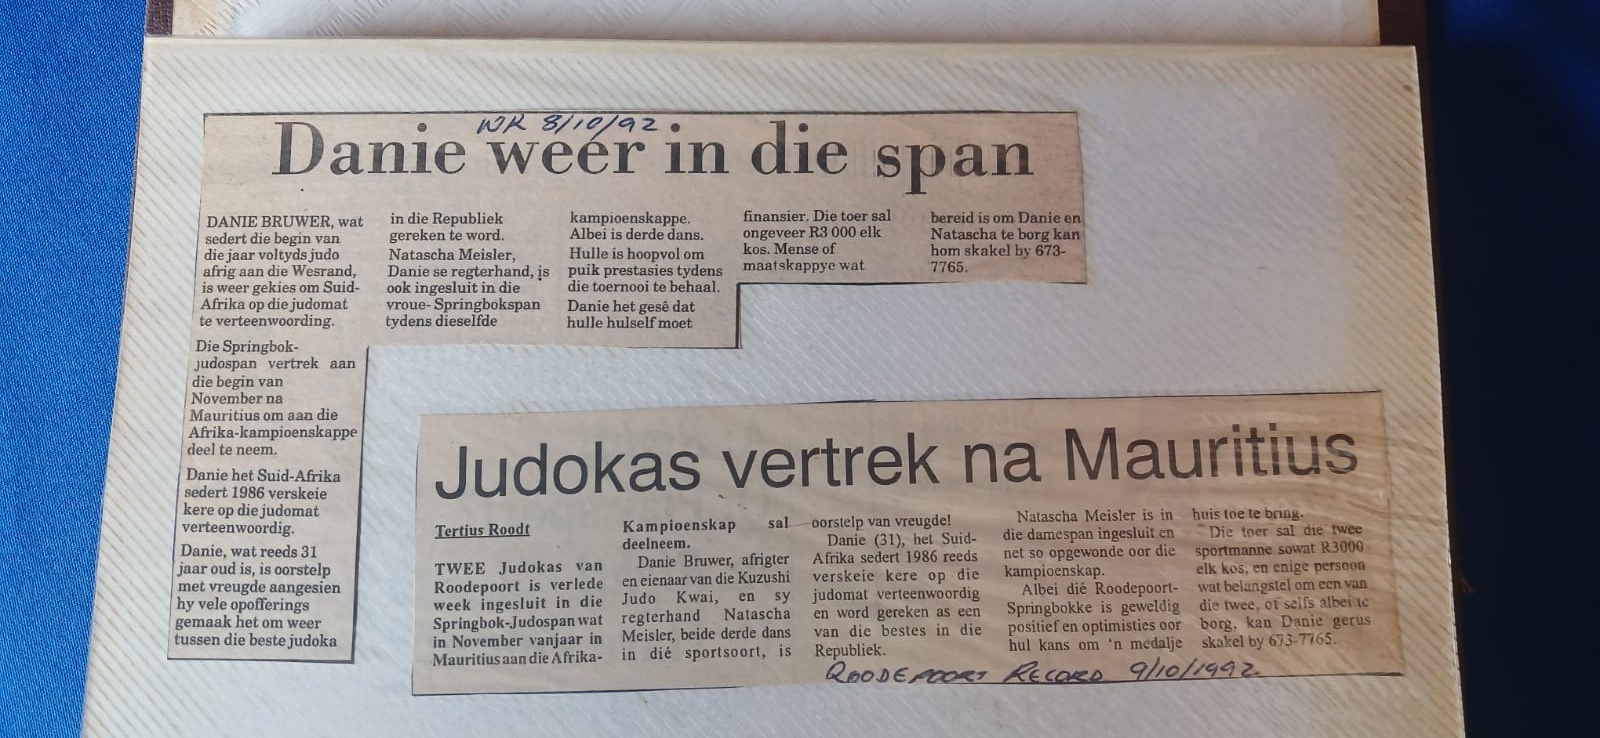 WR 8/10/92
Danie weer in die span
DANIE BRUWER, wat
sedert die begin van
die jaar voltyds judo
afrig aan die Wesrand,
is weer gekies om Suid-
Afrika op die judomat
te verteenwoording.
Die Springbok-
judospan vertrek aan
die begin van
November na
Mauritius om aan die
Afrika-kampioenskappe
deel te neem.
Danie het Suid-Afrika
sedert 1986 verskeie
kere op die judomat
verteenwoordig.
Danie, wat reeds 31
jaar oud is, is oorstelp
met vreugde aangesien
hy vele opofferings
gemaak het om weer
tussen die beste judoka
in die Republiek
gereken te word.
Natascha Meisler,
Danie se regterhand, is
ook ingesluit in die
vroue- Springbokspan
tydens dieselfde
kampioenskappe.
Albei is derde dans.
Hulle is hoopvol om
puik prestasies tydens
die toernooi te behaal.
Danie het gesê dat
hulle hulself moet
finansier. Die toer sal
ongeveer R3 000 elk
kos. Mense of
maatskappye wat
bereid is om Danie en
Natascha te borg kan
hom skakel by 673-
7765.
Judokas vertrek na Mauritius
Tertius Roodt
TWEE Judokas van
Roodepoort is verlede
week ingesluit in die
Springbok-Judospan wat
in November vanjaar in
Mauritius aan die Afrika-
Kampioenskap sal
deelneem.
Danie Bruwer, afrigter
en eienaar van die Kuzushi
Judo Kwai, en sy
regterhand Natascha
Meisler, beide derde dans
in dié sportsoort, is
oorstelp van vreugde!
Danie (31), het Suid-
Afrika sedert 1986 reeds
verskeie kere op die
judomat verteenwoordig
en word gereken as een
van die bestes in die
Republiek.
Natascha Meisler is in
die damespan ingesluit en
net so opgewonde oor die
kampioenskap.
Albei dié Roodepoort-
Springbokke is geweldig
positief en optimisties oor
hul kans om 'n medalje
huis toe te bring.
Die toer sal die twee
sportmanne sowat R3000
elk kos, en enige persoon
wat belangstel om een van
die twee, of selfs albei te
borg, kan Danie gerus
skakel by 673-7765.
ROODEPOORT RECORD 9/10/1992